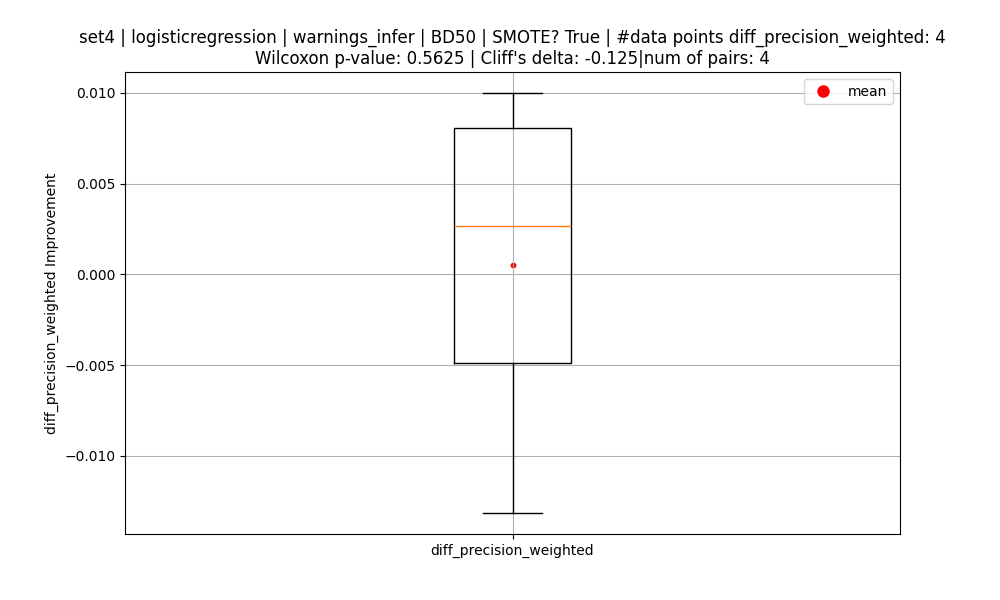 set4 | logisticregression | warnings_infer | BD50 | SMOTE? True | #data points diff_precision_weighted: 4
Wilcoxon p-value: 0.5625 | Cliff's delta: -0.125|num of pairs: 4
mean
0.010
0.005
0.000
−0.005
−0.010
diff_precision_weighted Improvement
diff_precision_weighted